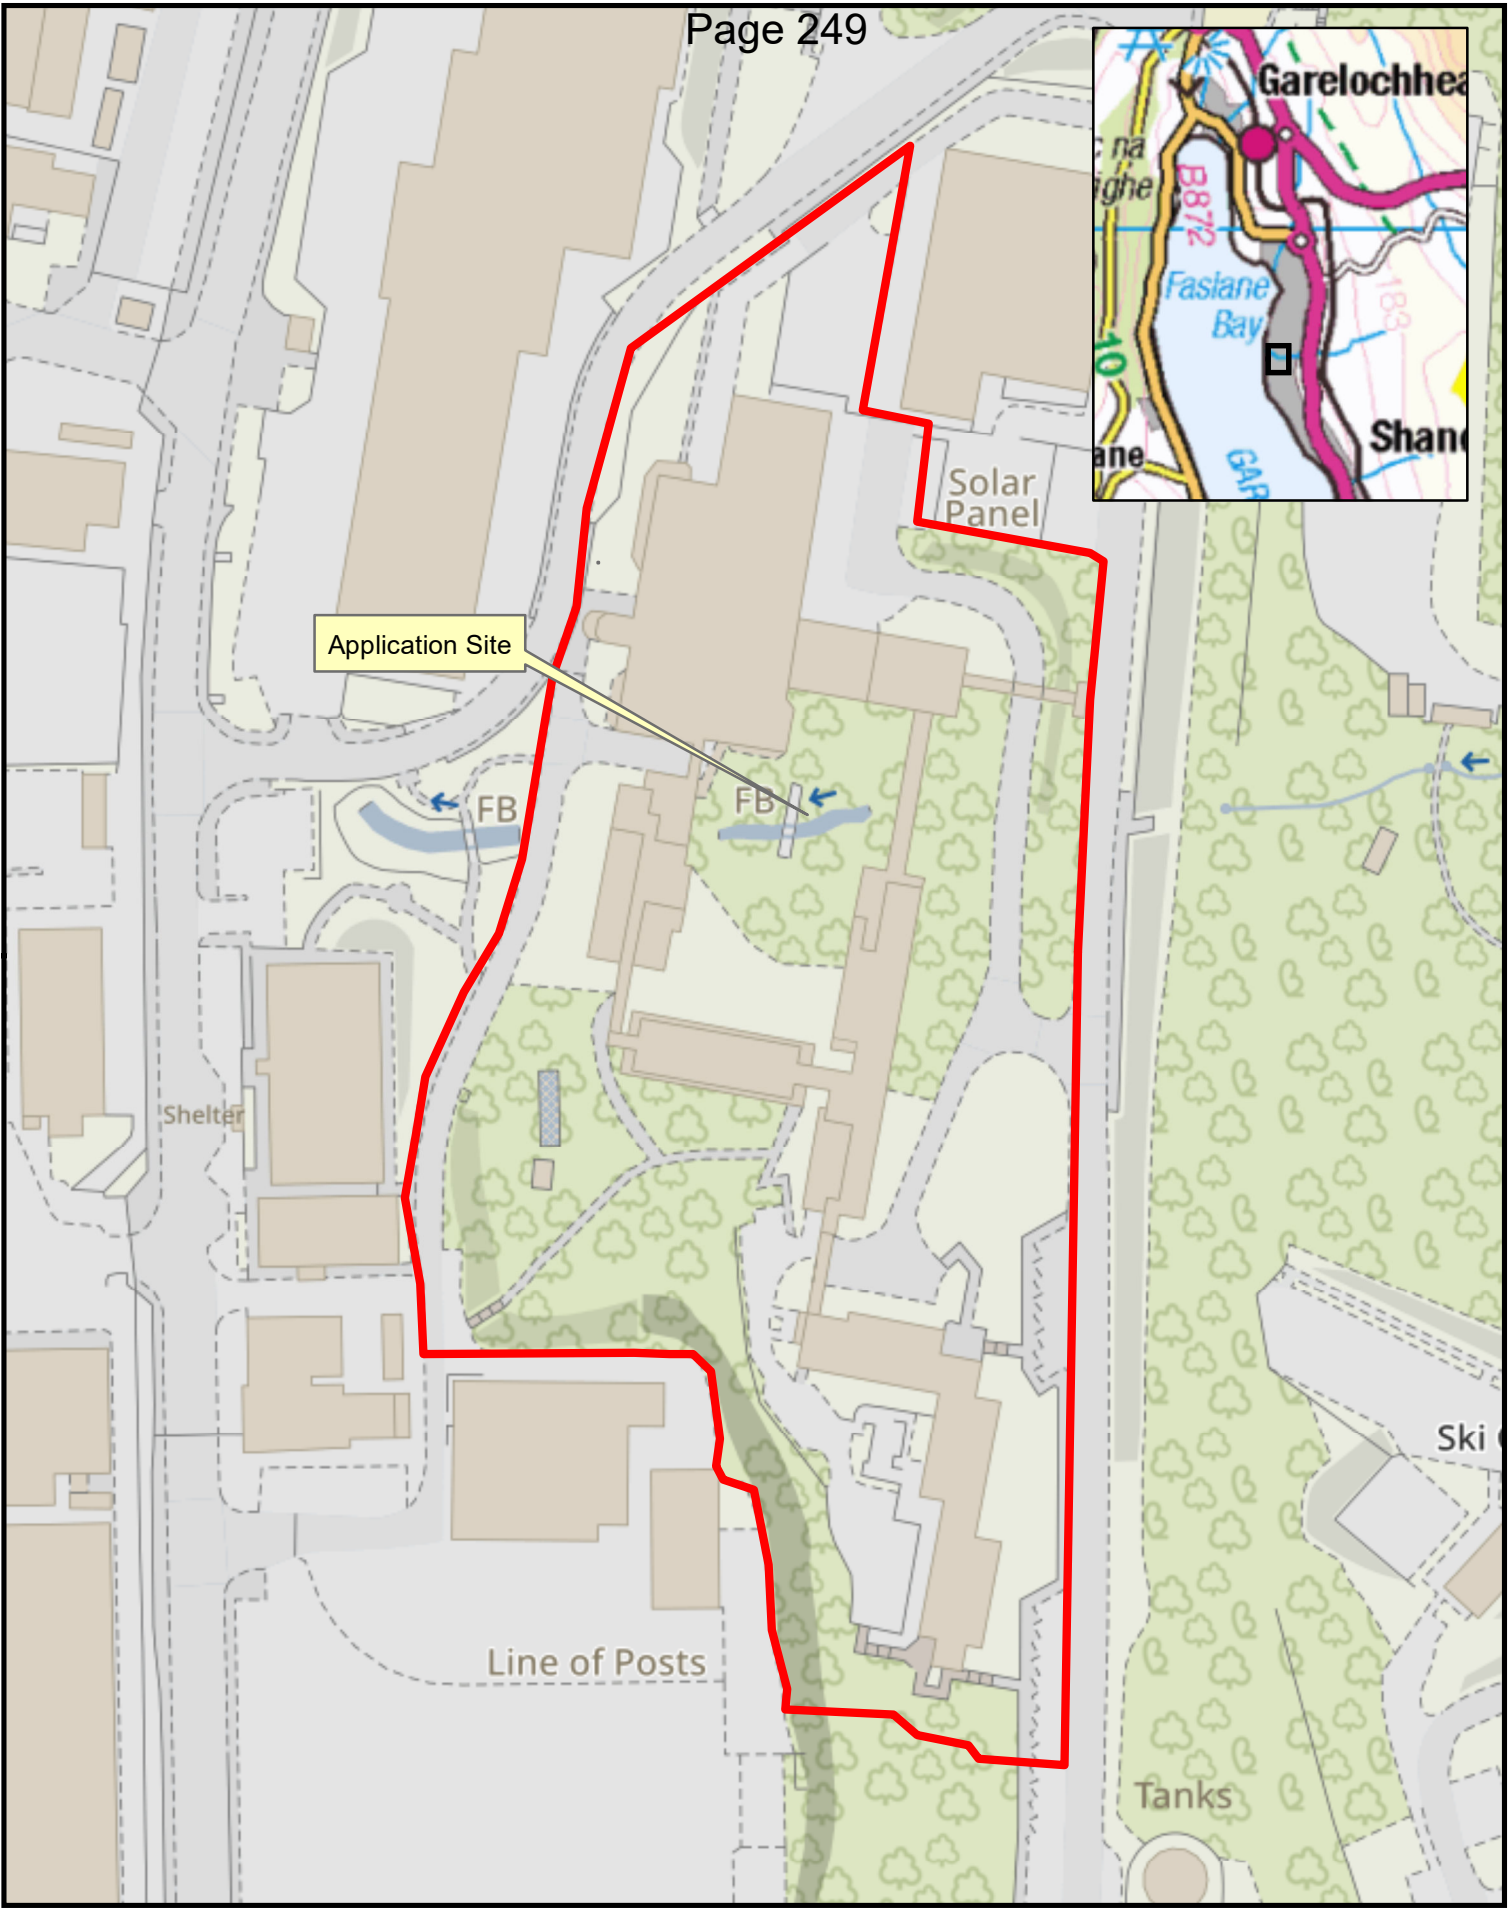 Page 249
Garelochhea
c na
ighe
B872
Faslane
Bay
183
10
Shand
ane
GAR
Solar
Panel
Application Site
FB
FB
Shelter
Ski
Line of Posts
Tanks